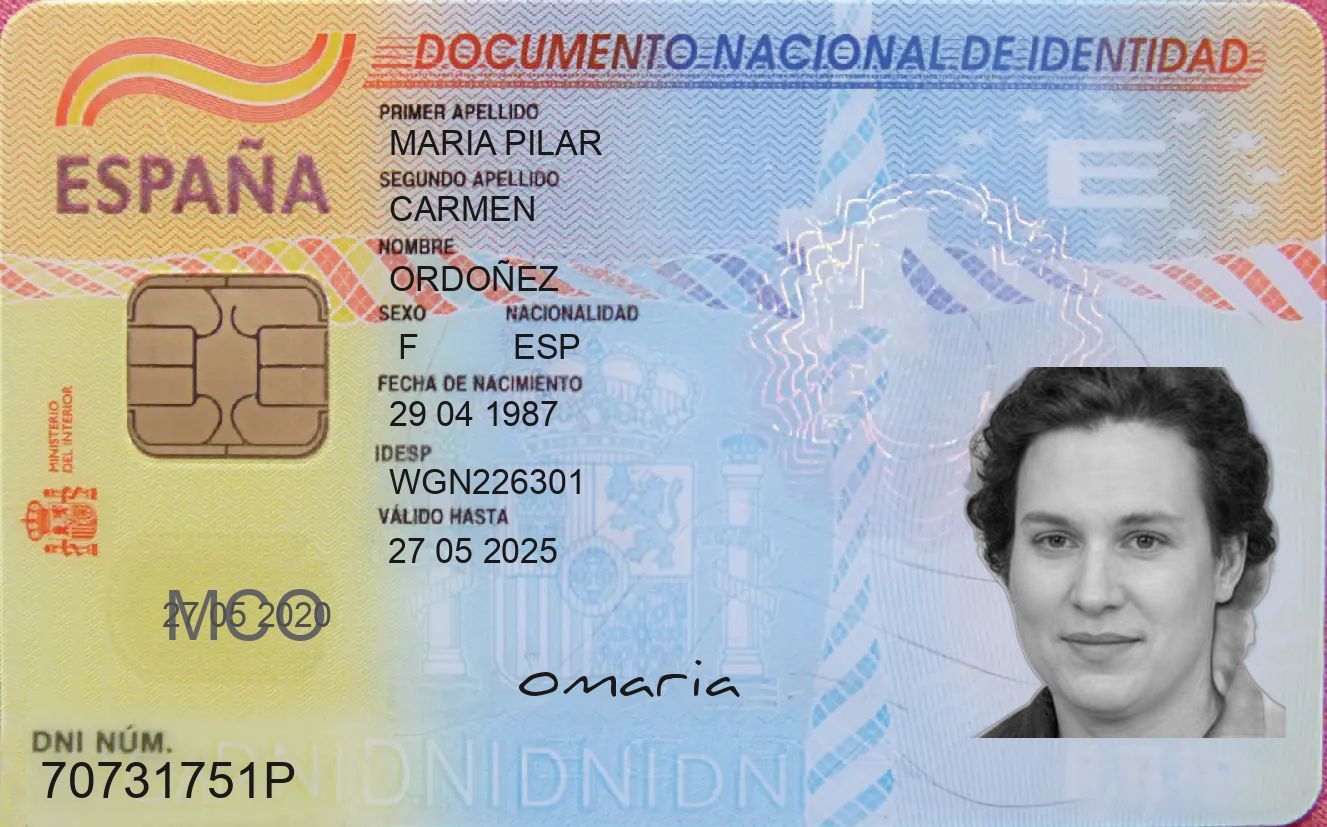 DOCUMENTO NACIONAL DE IDENTIDAD
ESPAÑA
PRIMER APELLIDO
MARIA PILAR
SEGUNDO APELLIDO
CARMEN
NOMBRE
ORDOÑEZ
SEXO NACIONALIDAD
F ESP
FECHA DE NACIMIENTO
29 04 1987
IDESP
WGN226301
VÁLIDO HASTA
27 05 2025
MINISTERIO
DEL INTERIOR
E
MCO
27 05 2020
omaria
DNI NÚM.
70731751P
DNIDNIDNIDNIDNI